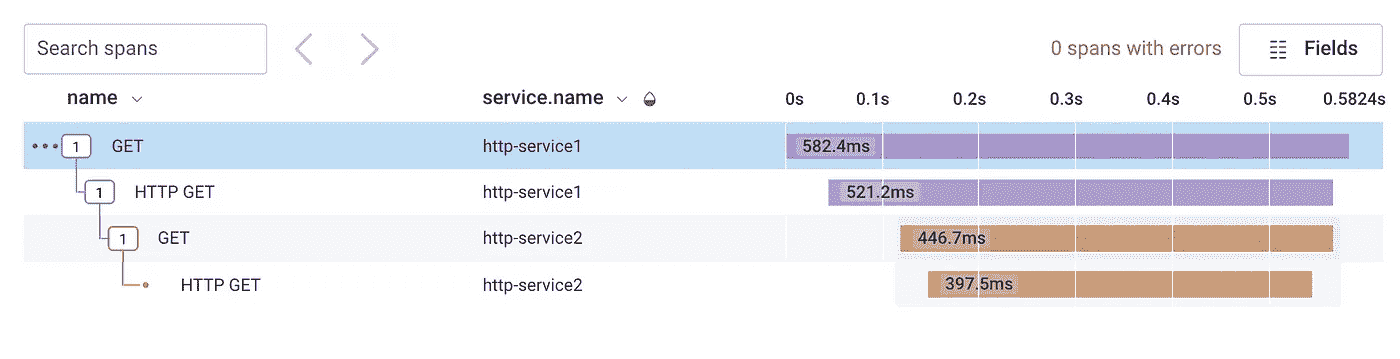 Search spans 0 spans with errors Fields
name service.name 0s 0.1s 0.2s 0.3s 0.4s 0.5s 0.5824s
1 GET http-service1 582.4ms
1 HTTP GET http-service1 521.2ms
1 GET http-service2 446.7ms
HTTP GET http-service2 397.5ms